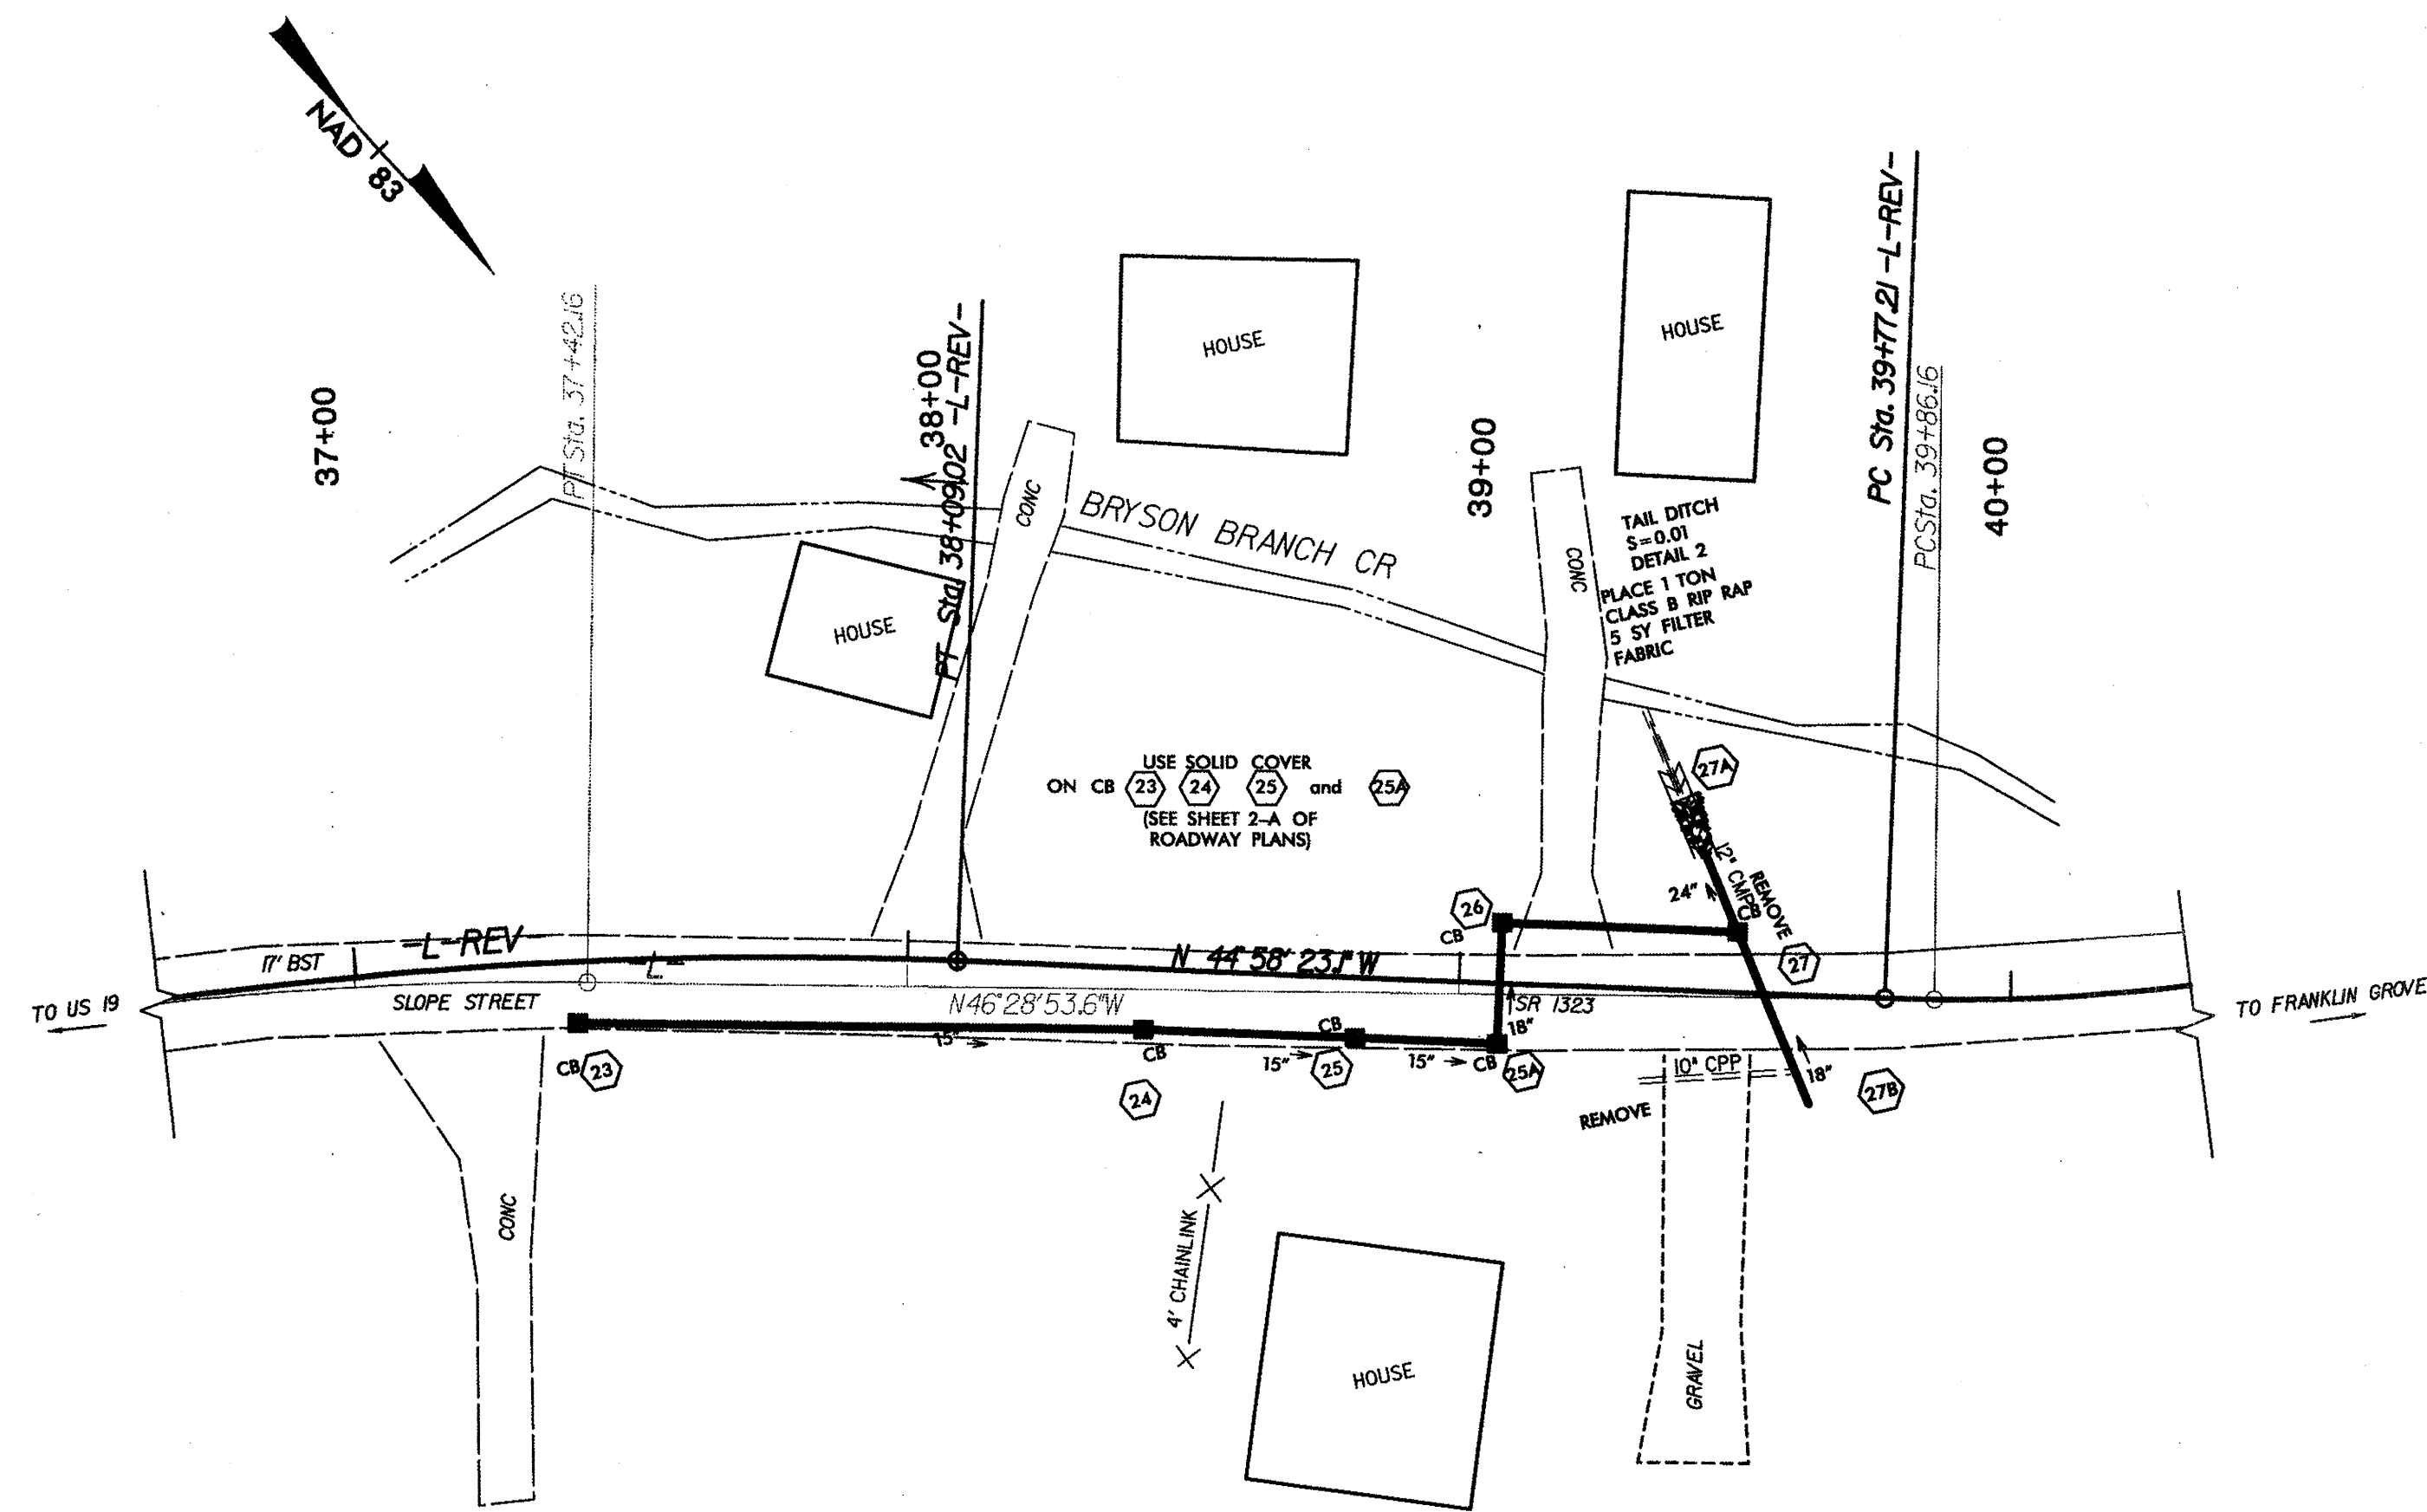 NAD '83
37+00
PT Sta. 37+42.16
38+00
PT Sta. 38+09.02 -L-REV-
HOUSE
HOUSE
39+00
PC Sta. 39+77.21 -L-REV-
PC Sta. 39+86.16
40+00
CONC
BRYSON BRANCH CR
CONC
TAIL DITCH
S=0.01
DETAIL 2
PLACE 1 TON
CLASS B RIP RAP
5 SY FILTER
FABRIC
HOUSE
USE SOLID COVER
ON CB 23 24 25 and 25A
(SEE SHEET 2-A OF
ROADWAY PLANS)
27A
12" CMP
REMOVE
24"
CB
26
CB
27
17' BST
-L-REV
-L-
N 44°58'23.1" W
TO US 19
SLOPE STREET
N46°28'53.6"W
SR 1323
TO FRANKLIN GROVE
18"
CB
23
15"
CB
24
CB
15"
25
15"
CB
25A
10" CPP
18"
27B
REMOVE
CONC
4' CHAINLINK
HOUSE
GRAVEL